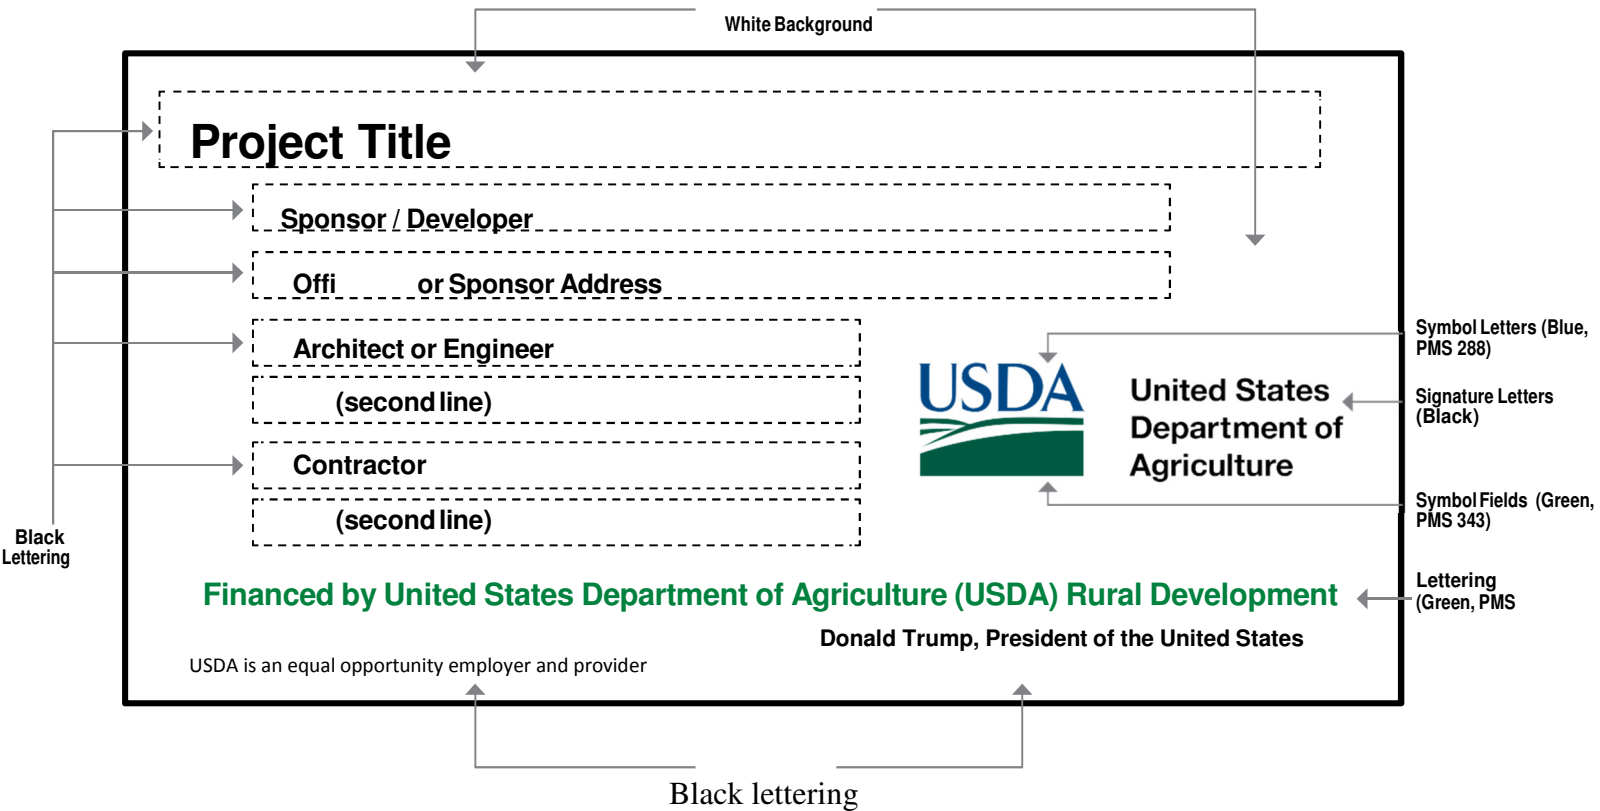 White Background
Project Title
Sponsor / Developer
Offi or Sponsor Address
Architect or Engineer
(second line)
Contractor
(second line)
USDA
United States
Department of
Agriculture
Symbol Letters (Blue,
PMS 288)
Signature Letters
(Black)
Symbol Fields (Green,
PMS 343)
Lettering
(Green, PMS
Black
Lettering
Financed by United States Department of Agriculture (USDA) Rural Development
Donald Trump, President of the United States
USDA is an equal opportunity employer and provider
Black lettering